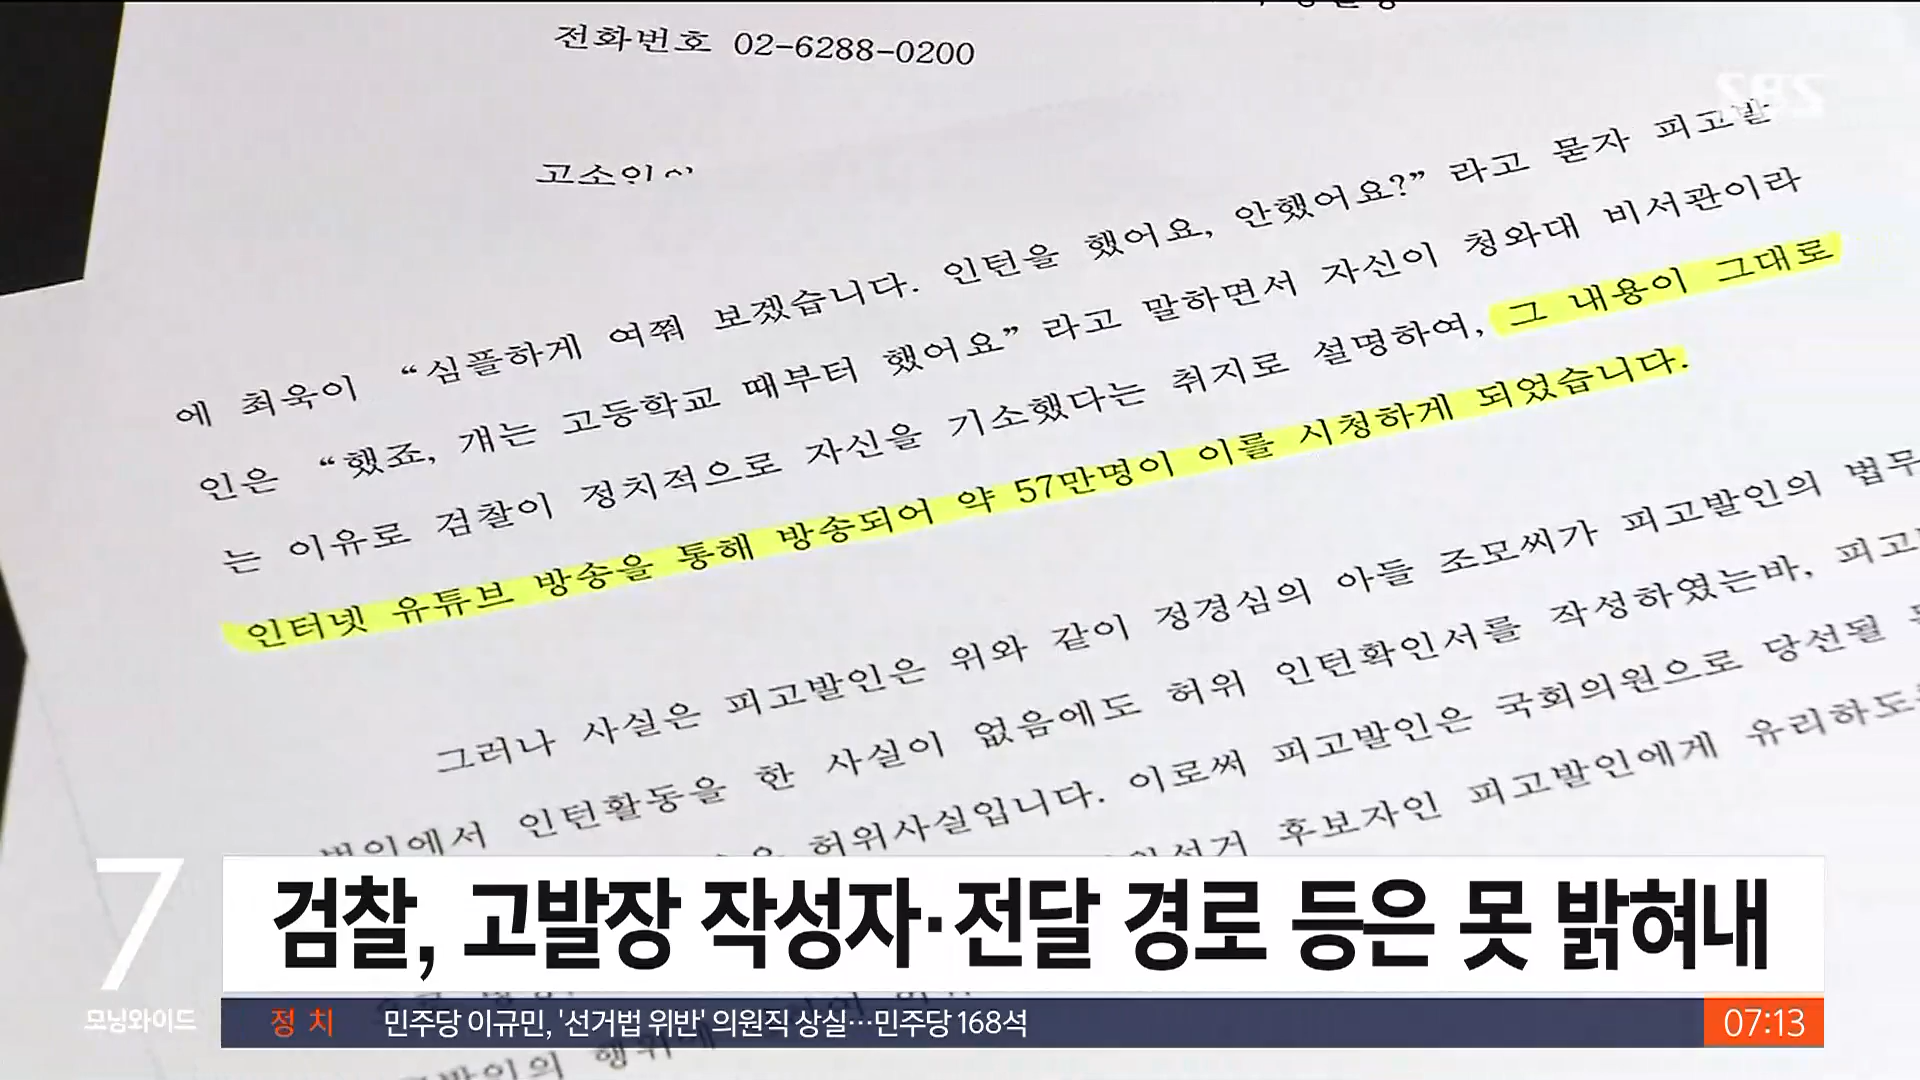 전화번호 02-6288-0200
SBS
고소인
에 최욱이 “심플하게 여쭤 보겠습니다. 인턴을 했어요, 안했어요?” 라고 묻자 피고발
인은 “했죠, 걔는 고등학교 때부터 했어요” 라고 말하면서 자신이 청와대 비서관이라
는 이유로 검찰이 정치적으로 자신을 기소했다는 취지로 설명하여, 그 내용이 그대로
인터넷 유튜브 방송을 통해 방송되어 약 57만명이 이를 시청하게 되었습니다.
그러나 사실은 피고발인은 위와 같이 정경심의 아들 조모씨가 피고발인의 법무
법인에서 인턴활동을 한 사실이 없음에도 허위 인턴확인서를 작성하였는바, 피고
허위사실입니다. 이로써 피고발인은 국회의원으로 당선될
선거 후보자인 피고발인에게 유리하도
7 검찰, 고발장 작성자·전달 경로 등은 못 밝혀내
모닝와이드
정치 민주당 이규민, '선거법 위반' 의원직 상실…민주당 168석 07:13
행위